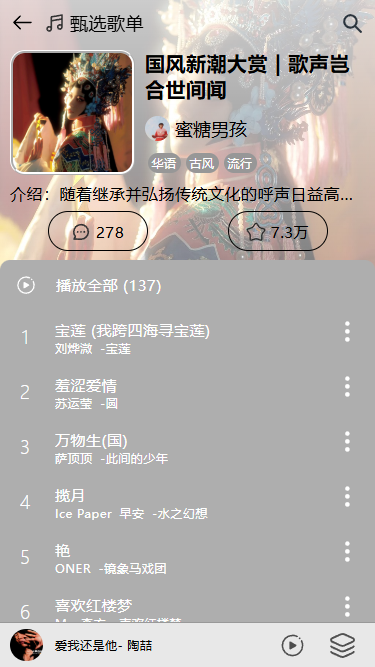 甄选歌单
国风新潮大赏 | 歌声岂
合世间闻
蜜糖男孩
华语 古风 流行
介绍：随着继承并弘扬传统文化的呼声日益高...
278 7.3万
播放全部 (137)
1 宝莲 (我跨四海寻宝莲)
刘烨溦 -宝莲
2 羞涩爱情
苏运莹 -圆
3 万物生(国)
萨顶顶 -此间的少年
4 揽月
Ice Paper 早安 -水之幻想
5 艳
ONER -镜象马戏团
6 喜欢红楼梦
爱我还是他- 陶喆